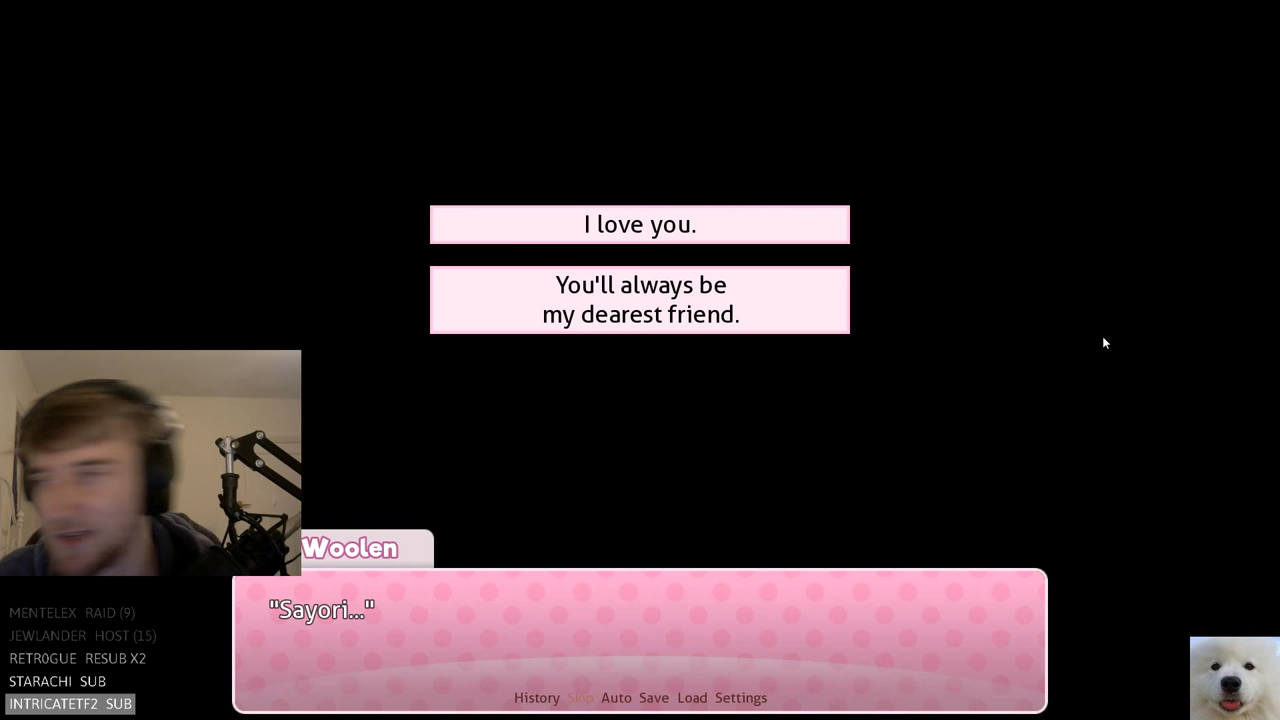 I love you.
You'll always be
my dearest friend.
Woolen
"Sayori..."
History Skip Auto Save Load Settings
MENTELEX RAID (9)
JEWLANDER HOST (15)
RETR0GUE RESUB X2
STARACHI SUB
INTRICATETF2 SUB